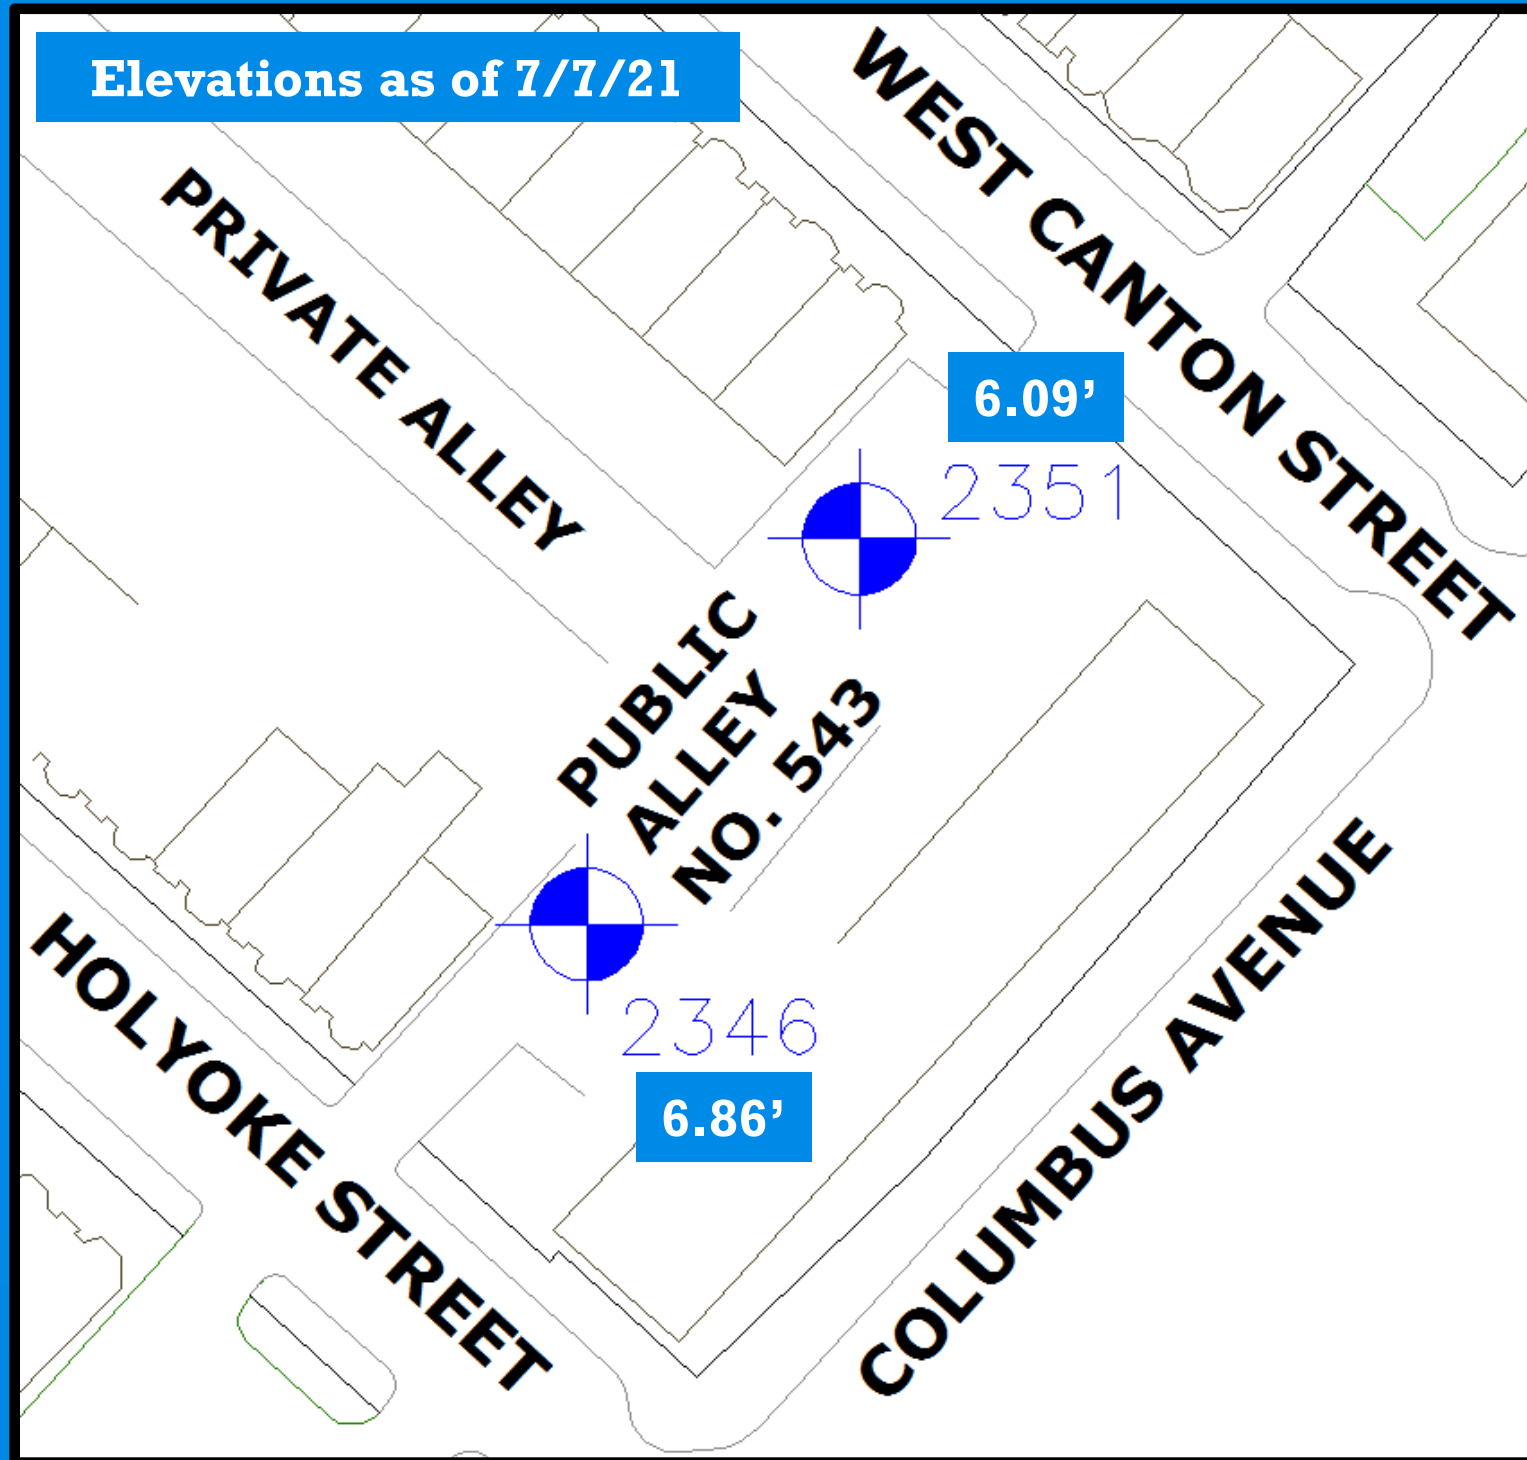 Elevations as of 7/7/21
WEST CANTON STREET
PRIVATE ALLEY
6.09’
2351
PUBLIC
ALLEY
NO. 543
2346
6.86’
HOLYOKE STREET
COLUMBUS AVENUE